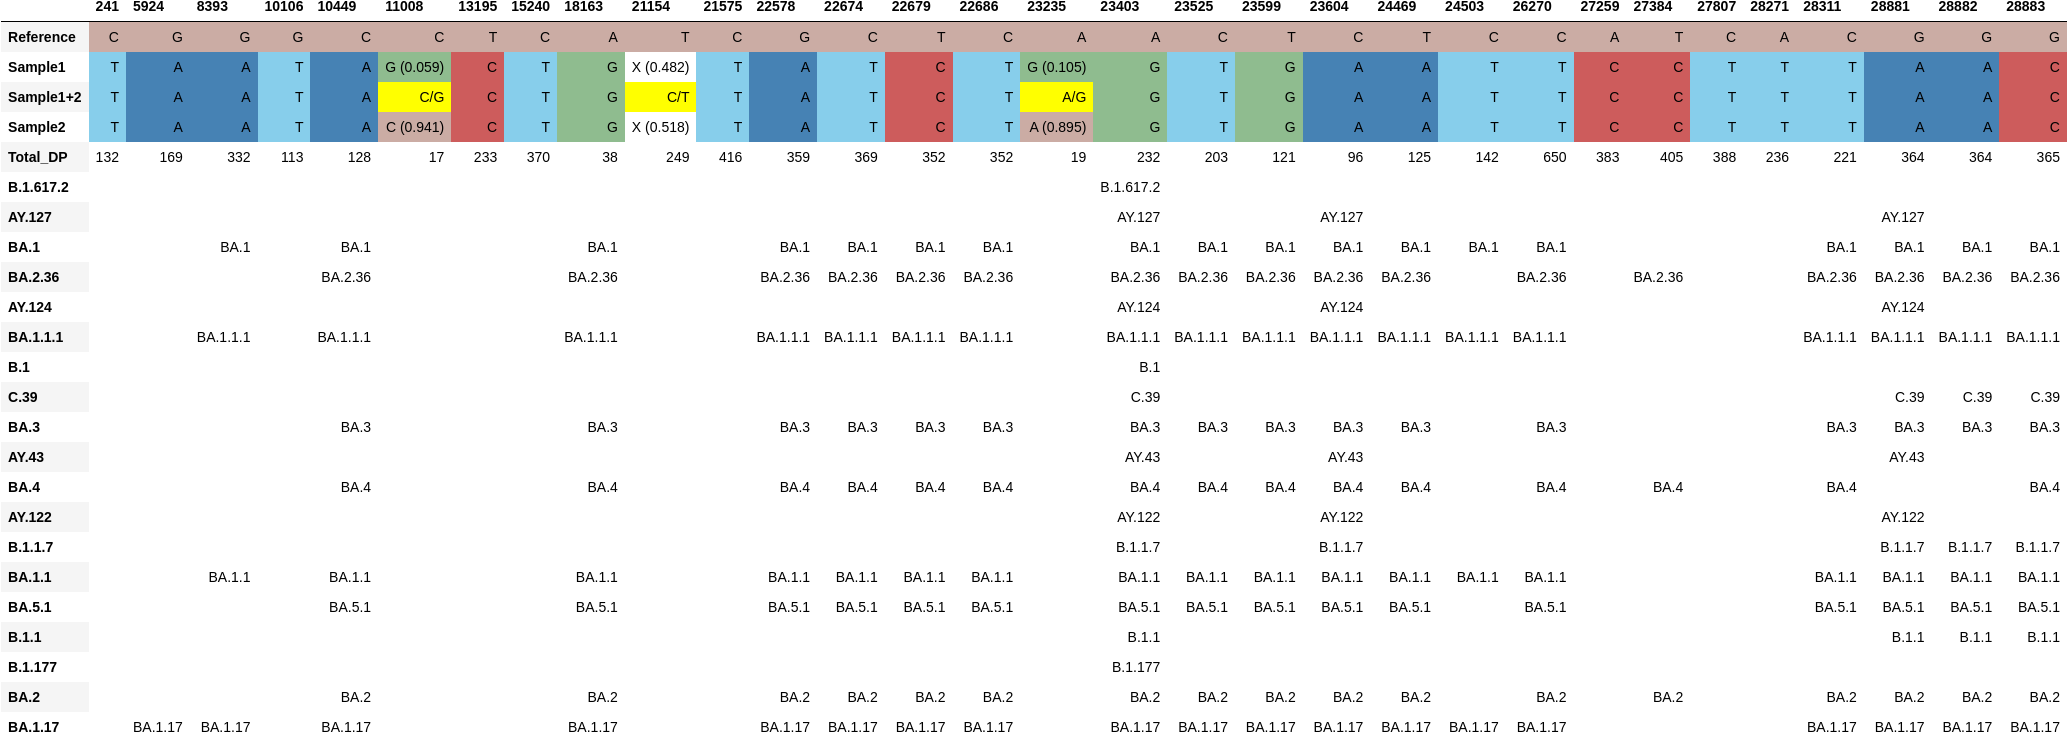 241 5924 8393 10106 10449 11008 13195 15240 18163 21154 21575 22578 22674 22679 22686 23235 23403 23525 23599 23604 24469 24503 26270 27259 27384 27807 28271 28311 28881 28882 28883
Reference C G G G C C T C A T C G C T C A A C T C T C C A T C A C G G G
Sample1 T A A T A G (0.059) C T G X (0.482) T A T C T G (0.105) G T G A A T T C C T T T A A C
Sample1+2 T A A T A C/G C T G C/T T A T C T A/G G T G A A T T C C T T T A A C
Sample2 T A A T A C (0.941) C T G X (0.518) T A T C T A (0.895) G T G A A T T C C T T T A A C
Total_DP 132 169 332 113 128 17 233 370 38 249 416 359 369 352 352 19 232 203 121 96 125 142 650 383 405 388 236 221 364 364 365
B.1.617.2 B.1.617.2
AY.127 AY.127 AY.127 AY.127
BA.1 BA.1 BA.1 BA.1 BA.1 BA.1 BA.1 BA.1 BA.1 BA.1 BA.1 BA.1 BA.1 BA.1 BA.1 BA.1 BA.1 BA.1 BA.1
BA.2.36 BA.2.36 BA.2.36 BA.2.36 BA.2.36 BA.2.36 BA.2.36 BA.2.36 BA.2.36 BA.2.36 BA.2.36 BA.2.36 BA.2.36 BA.2.36 BA.2.36 BA.2.36 BA.2.36 BA.2.36
AY.124 AY.124 AY.124 AY.124
BA.1.1.1 BA.1.1.1 BA.1.1.1 BA.1.1.1 BA.1.1.1 BA.1.1.1 BA.1.1.1 BA.1.1.1 BA.1.1.1 BA.1.1.1 BA.1.1.1 BA.1.1.1 BA.1.1.1 BA.1.1.1 BA.1.1.1 BA.1.1.1 BA.1.1.1 BA.1.1.1 BA.1.1.1
B.1 B.1
C.39 C.39 C.39 C.39 C.39
BA.3 BA.3 BA.3 BA.3 BA.3 BA.3 BA.3 BA.3 BA.3 BA.3 BA.3 BA.3 BA.3 BA.3 BA.3 BA.3 BA.3
AY.43 AY.43 AY.43 AY.43
BA.4 BA.4 BA.4 BA.4 BA.4 BA.4 BA.4 BA.4 BA.4 BA.4 BA.4 BA.4 BA.4 BA.4 BA.4 BA.4
AY.122 AY.122 AY.122 AY.122
B.1.1.7 B.1.1.7 B.1.1.7 B.1.1.7 B.1.1.7 B.1.1.7
BA.1.1 BA.1.1 BA.1.1 BA.1.1 BA.1.1 BA.1.1 BA.1.1 BA.1.1 BA.1.1 BA.1.1 BA.1.1 BA.1.1 BA.1.1 BA.1.1 BA.1.1 BA.1.1 BA.1.1 BA.1.1 BA.1.1
BA.5.1 BA.5.1 BA.5.1 BA.5.1 BA.5.1 BA.5.1 BA.5.1 BA.5.1 BA.5.1 BA.5.1 BA.5.1 BA.5.1 BA.5.1 BA.5.1 BA.5.1 BA.5.1 BA.5.1
B.1.1 B.1.1 B.1.1 B.1.1 B.1.1
B.1.177 B.1.177
BA.2 BA.2 BA.2 BA.2 BA.2 BA.2 BA.2 BA.2 BA.2 BA.2 BA.2 BA.2 BA.2 BA.2 BA.2 BA.2 BA.2 BA.2
BA.1.17 BA.1.17 BA.1.17 BA.1.17 BA.1.17 BA.1.17 BA.1.17 BA.1.17 BA.1.17 BA.1.17 BA.1.17 BA.1.17 BA.1.17 BA.1.17 BA.1.17 BA.1.17 BA.1.17 BA.1.17 BA.1.17 BA.1.17